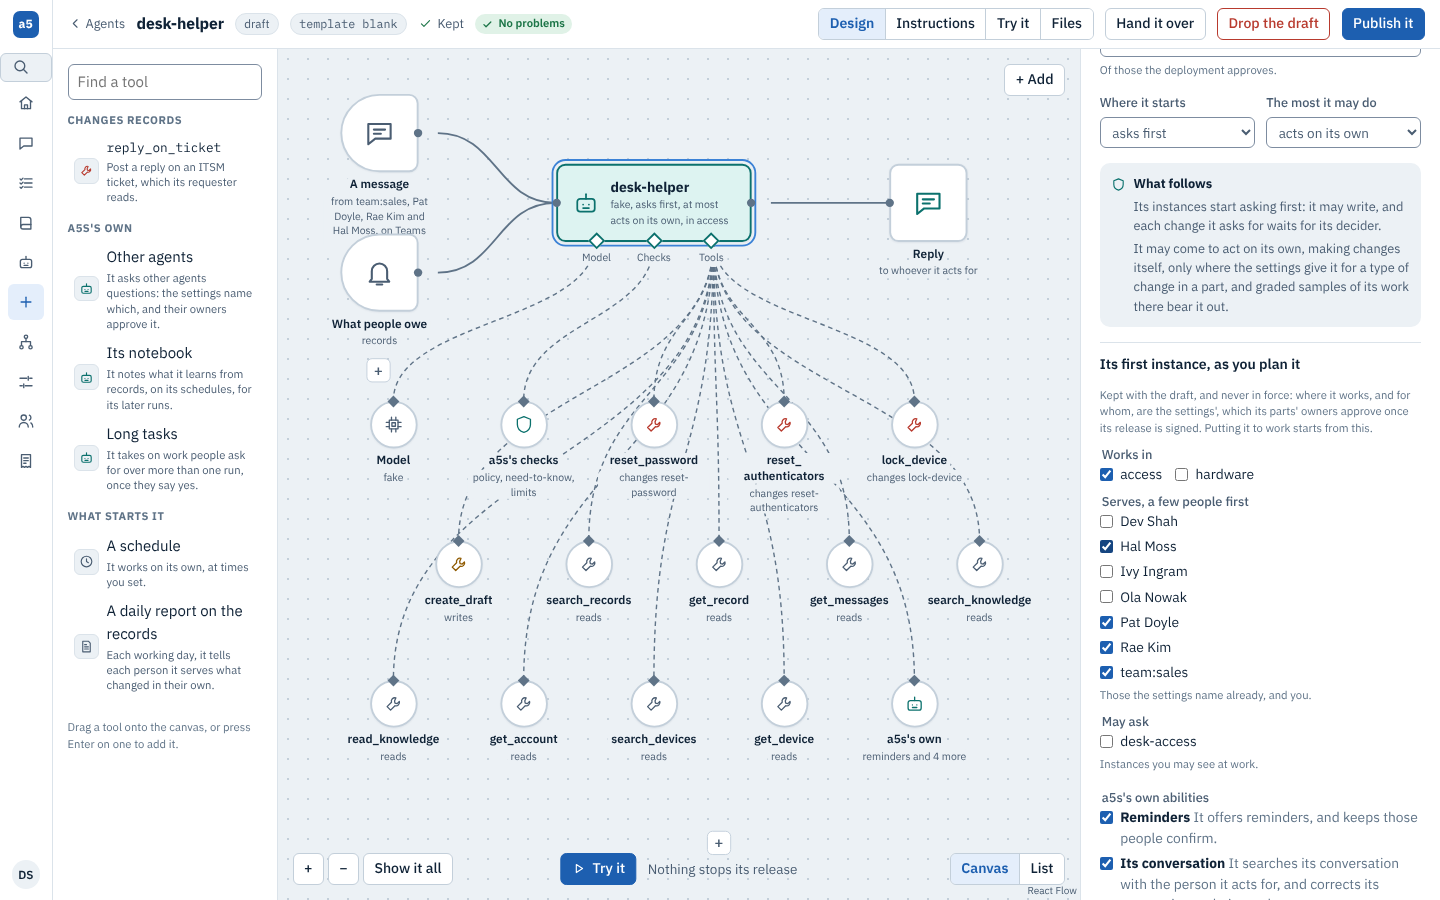 a5
Agents
desk-helper
draft
template blank
Kept
No problems
Design
Instructions
Try it
Files
Hand it over
Drop the draft
Publish it
Find a tool
CHANGES RECORDS
reply_on_ticket
Post a reply on an ITSM
ticket, which its requester
reads.
A5S'S OWN
Other agents
It asks other agents
questions: the settings name
which, and their owners
approve it.
Its notebook
It notes what it learns from
records, on its schedules, for
its later runs.
Long tasks
It takes on work people ask
for over more than one run,
once they say yes.
WHAT STARTS IT
A schedule
It works on its own, at times
you set.
A daily report on the
records
Each working day, it tells
each person it serves what
changed in their own.
Drag a tool onto the canvas, or press
Enter on one to add it.
DS
+ Add
A message
from team:sales, Pat
Doyle, Rae Kim and
Hal Moss, on Teams
What people owe
records
+
desk-helper
fake, asks first, at most
acts on its own, in access
Model
Checks
Tools
Reply
to whoever it acts for
Model
fake
a5s's checks
policy, need-to-know,
limits
reset_password
changes reset-
password
reset_
authenticators
changes reset-
authenticators
lock_device
changes lock-device
create_draft
writes
search_records
reads
get_record
reads
get_messages
reads
search_knowledge
reads
read_knowledge
reads
get_account
reads
search_devices
reads
get_device
reads
a5s's own
reminders and 4 more
+
+
−
Show it all
Try it
Nothing stops its release
Canvas
List
React Flow
Of those the deployment approves.
Where it starts
The most it may do
asks first
acts on its own
What follows
Its instances start asking first: it may write, and
each change it asks for waits for its decider.
It may come to act on its own, making changes
itself, only where the settings give it for a type of
change in a part, and graded samples of its work
there bear it out.
Its first instance, as you plan it
Kept with the draft, and never in force: where it works, and for
whom, are the settings', which its parts' owners approve once
its release is signed. Putting it to work starts from this.
Works in
access
hardware
Serves, a few people first
Dev Shah
Hal Moss
Ivy Ingram
Ola Nowak
Pat Doyle
Rae Kim
team:sales
Those the settings name already, and you.
May ask
desk-access
Instances you may see at work.
a5s's own abilities
Reminders It offers reminders, and keeps those
people confirm.
Its conversation It searches its conversation
with the person it acts for, and corrects its